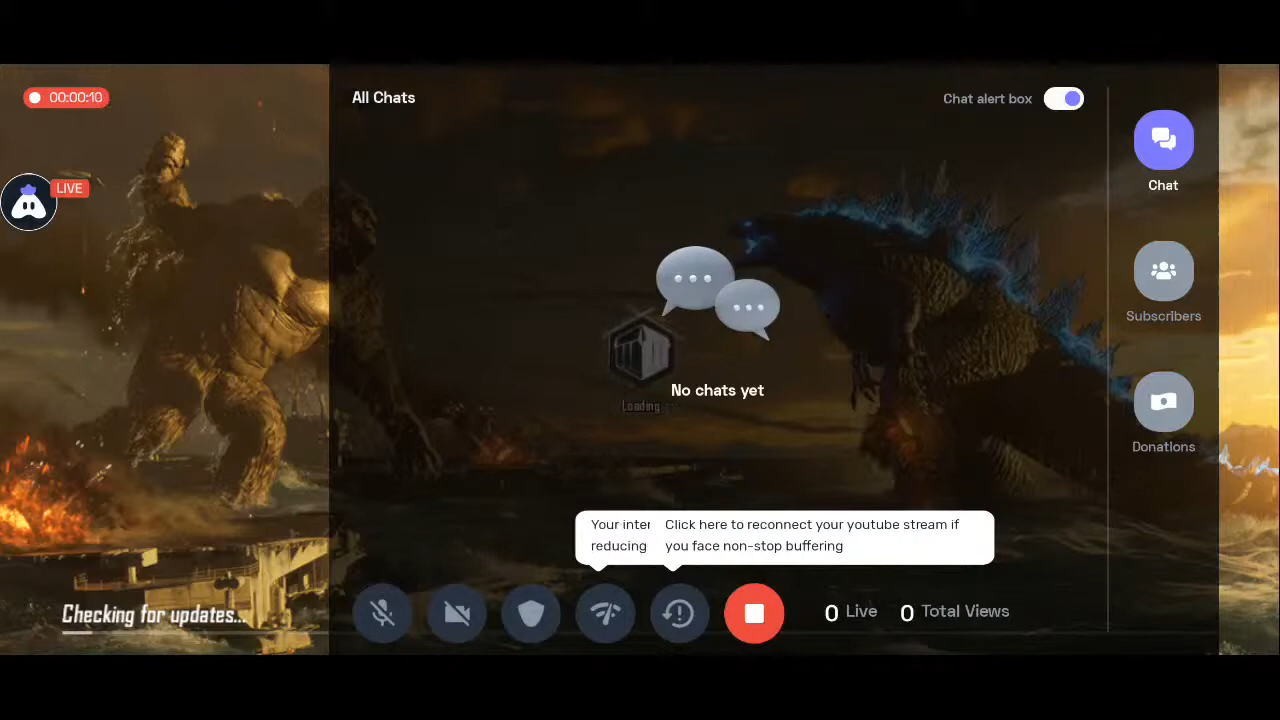 00:00:10
All Chats
Chat alert box
LIVE
Chat
Subscribers
No chats yet
Loading
Donations
Your inter
reducing
Click here to reconnect your youtube stream if
you face non-stop buffering
Checking for updates...
0 Live 0 Total Views